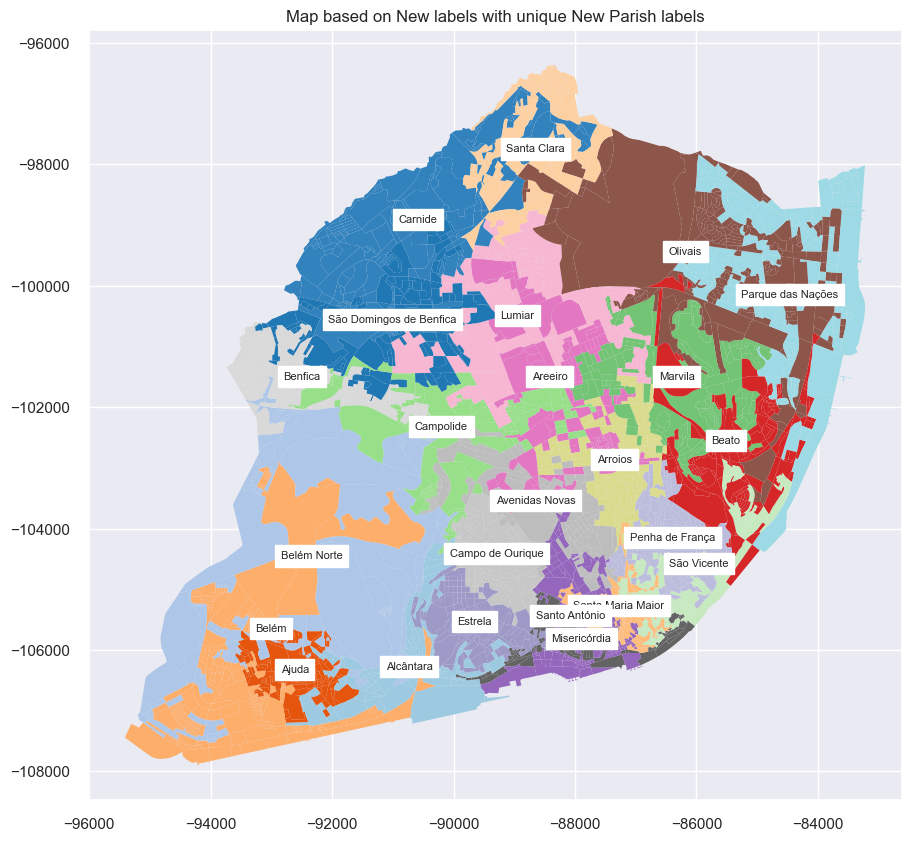 Map based on New labels with unique New Parish labels
−96000
−98000
−100000
−102000
−104000
−106000
−108000
Santa Clara
Carnide
Olivais
Parque das Nações
São Domingos de Benfica
Lumiar
Benfica
Areeiro
Marvila
Campolide
Beato
Arroios
Avenidas Novas
Penha de França
Belém Norte
Campo de Ourique
São Vicente
Santa Maria Maior
Santo António
Estrela
Belém
Misericórdia
Ajuda
Alcântara
−96000
−94000
−92000
−90000
−88000
−86000
−84000